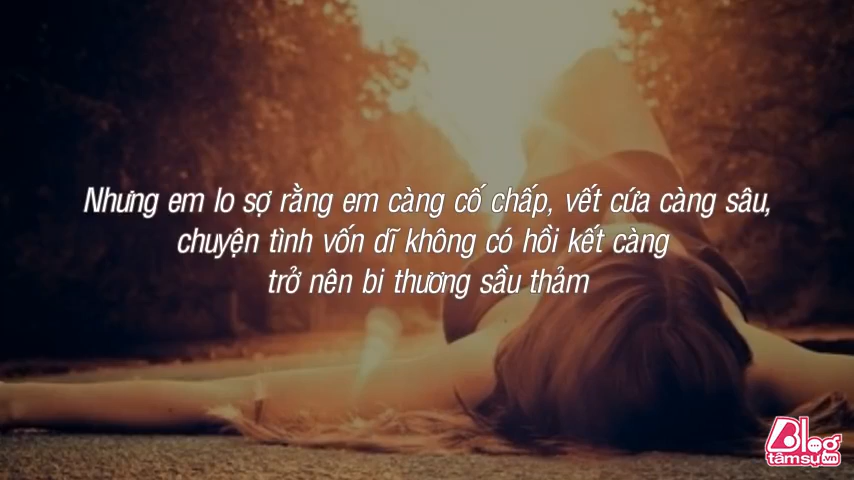 Nhưng em lo sợ rằng em càng cố chấp, vết cứa càng sâu,
chuyện tình vốn dĩ không có hồi kết càng
trở nên bi thương sầu thảm
Blog
tâmsự.vn